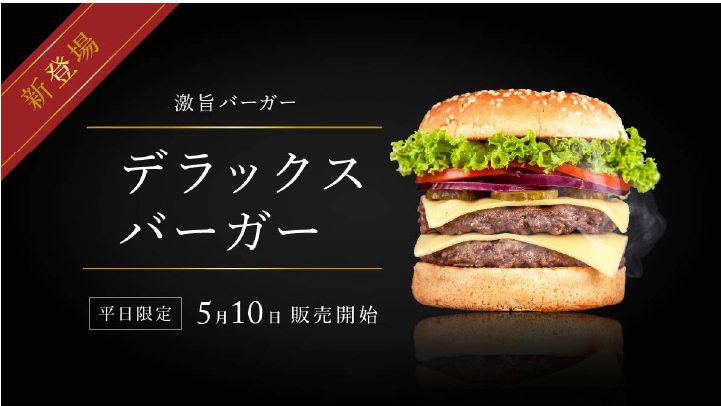 新登場
激旨バーガー
デラックス
バーガー
平日限定 5月10日 販売開始